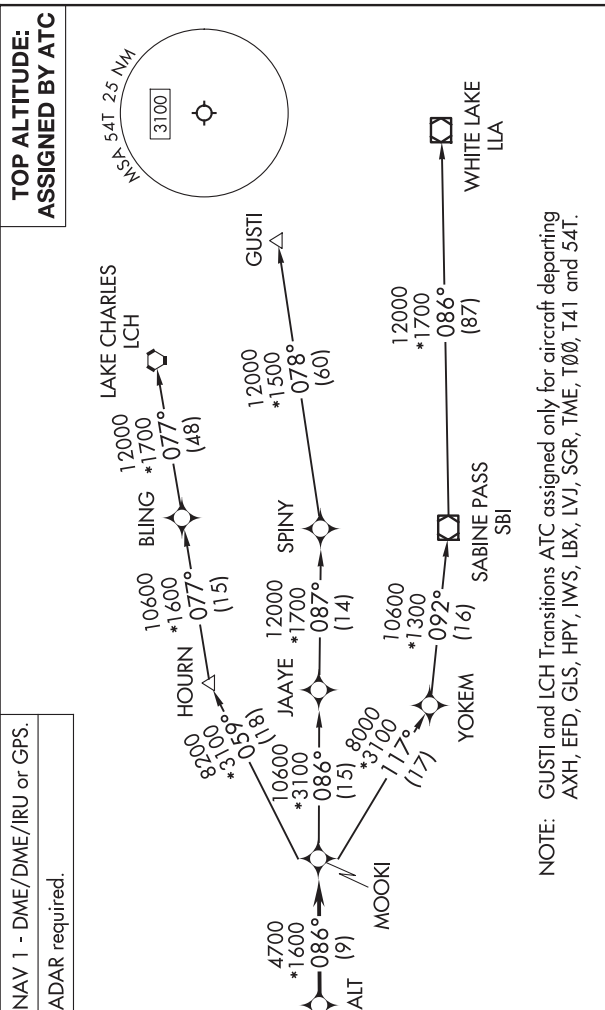 NAV 1 - DME/DME/IRU or GPS.
ADAR required.
TOP ALTITUDE:
ASSIGNED BY ATC
MSA 54T 25 NM
3100
LAKE CHARLES
LCH
12000
*1700
077°
(48)
BLING
10600
*1600
077°
(15)
HOURN
8200
*3100
059°
(18)
GUSTI
12000
*1500
078°
(60)
SPINY
12000
*1700
087°
(14)
JAAYE
10600
*3100
086°
(15)
MOOKI
4700
*1600
086°
(9)
ALT
8000
*3100
117°
(17)
YOKEM
10600
*1300
092°
(16)
SABINE PASS
SBI
12000
*1700
086°
(87)
WHITE LAKE
LLA
NOTE: GUSTI and LCH Transitions ATC assigned only for aircraft departing
AXH, EFD, GLS, HPY, IWS, LBX, LVJ, SGR, TME, TØØ, T41 and 54T.